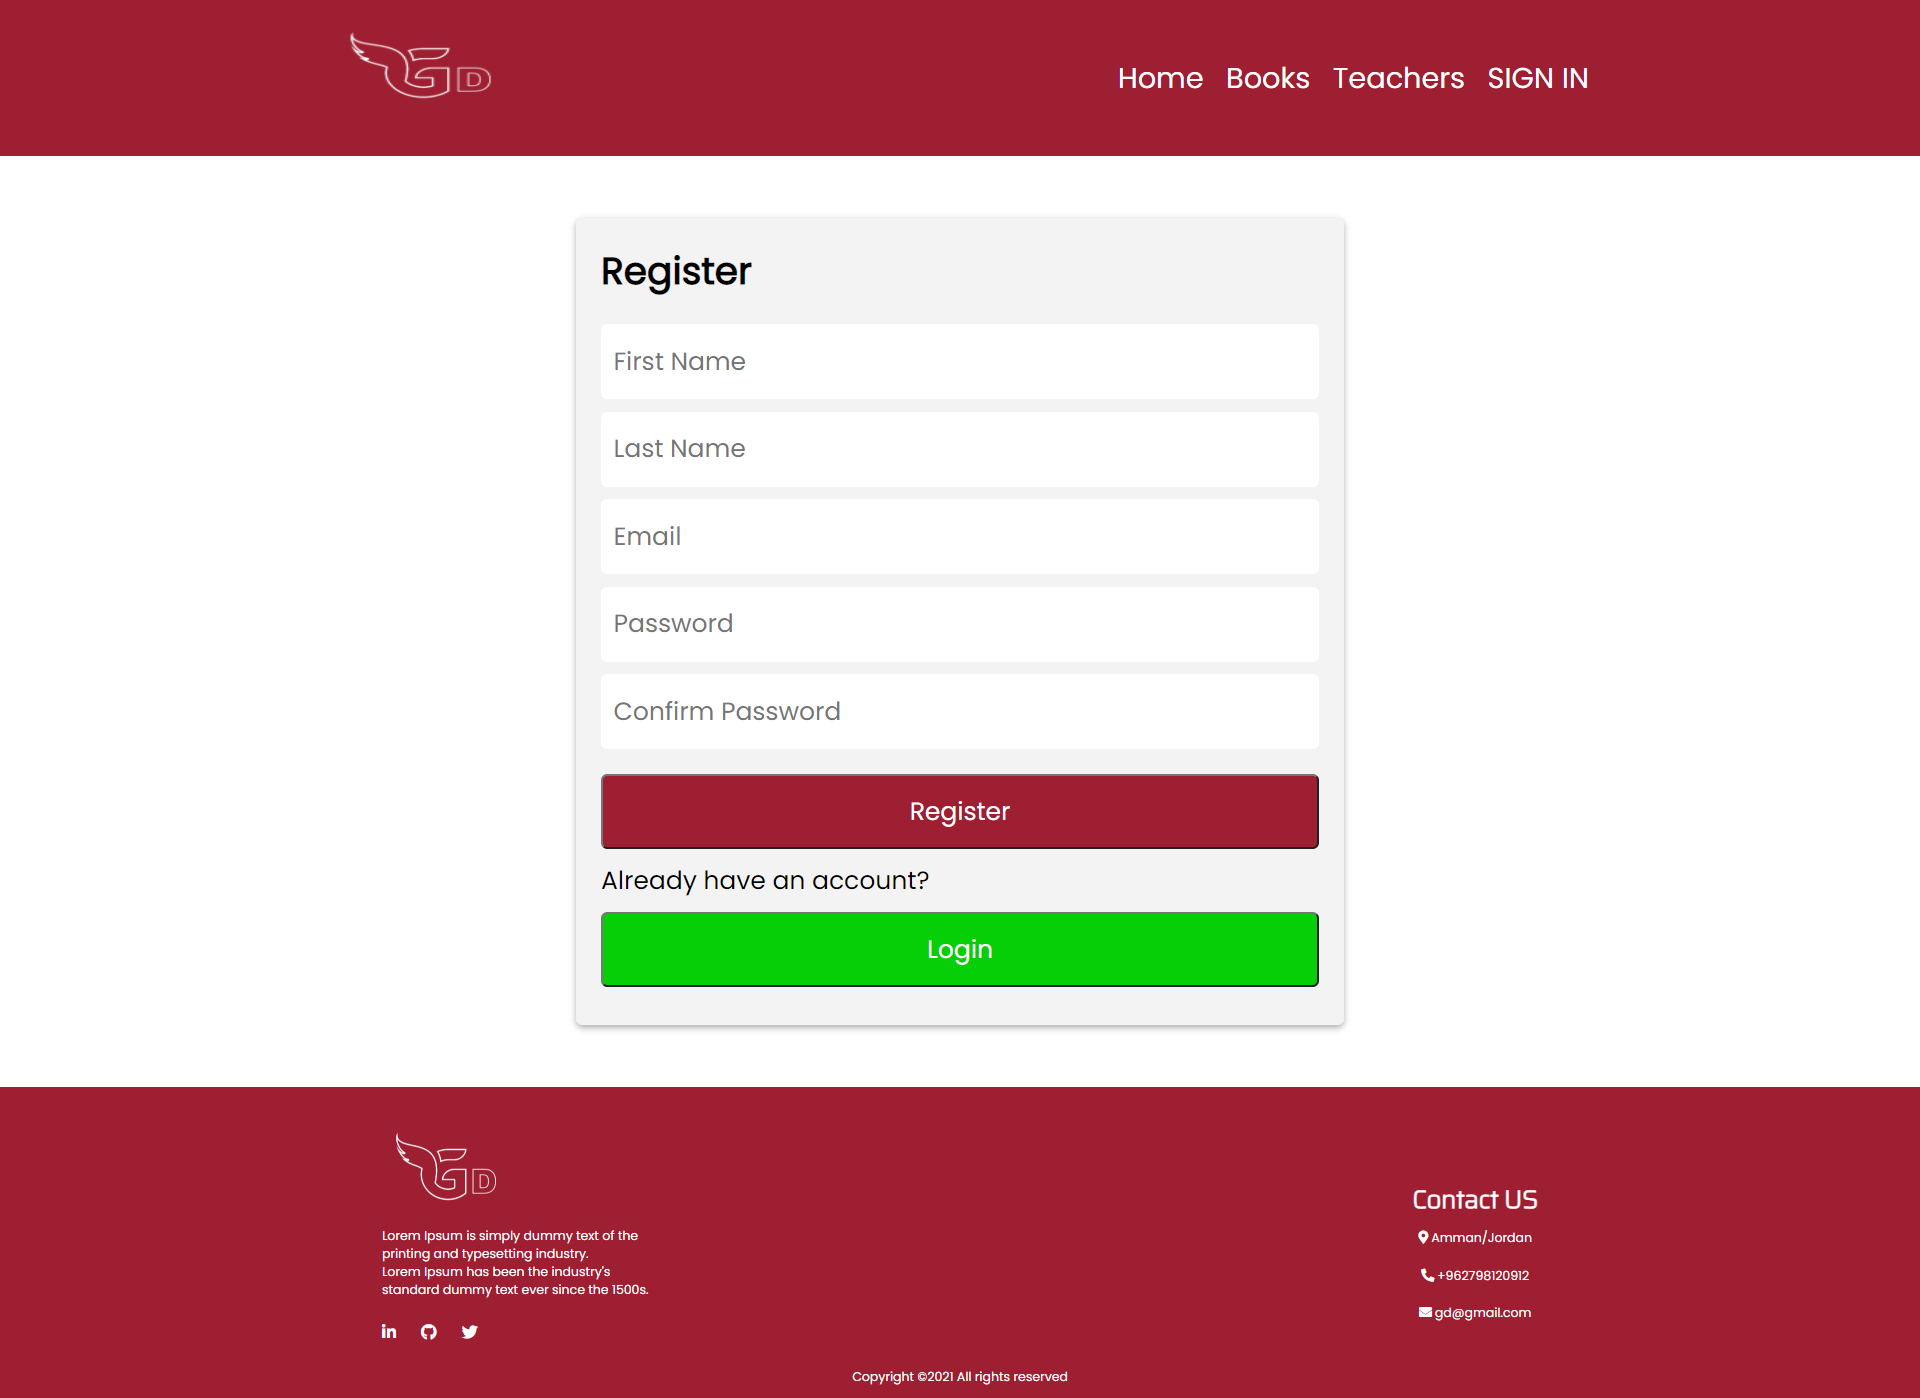 GD
Home Books Teachers SIGN IN
Register
First Name
Last Name
Email
Password
Confirm Password
Register
Already have an account?
Login
GD
Lorem Ipsum is simply dummy text of the
printing and typesetting industry.
Lorem Ipsum has been the industry's
standard dummy text ever since the 1500s.
in
Contact US
Amman/Jordan
+962798120912
gd@gmail.com
Copyright ©2021 All rights reserved